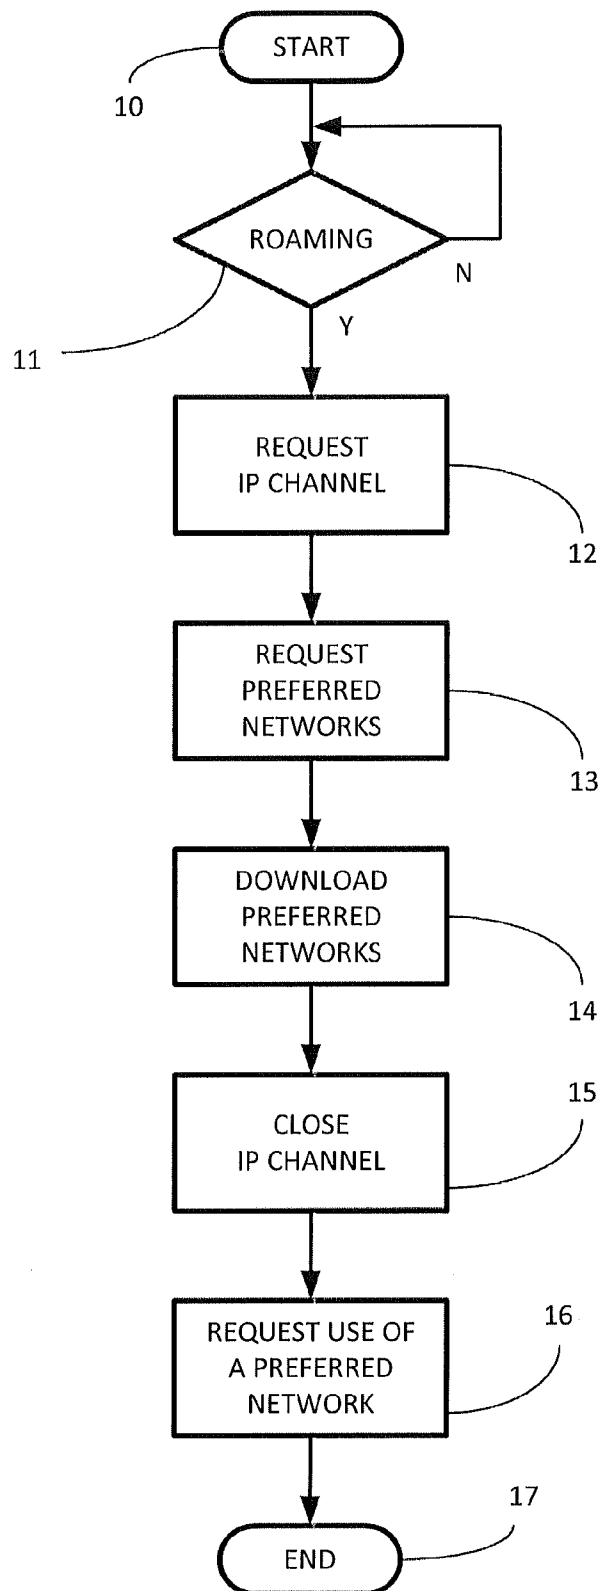 START
10
ROAMING
N
Y
11
REQUEST
IP CHANNEL
12
REQUEST
PREFERRED
NETWORKS
13
DOWNLOAD
PREFERRED
NETWORKS
14
15
CLOSE
IP CHANNEL
16
REQUEST USE OF
A PREFERRED
NETWORK
17
END